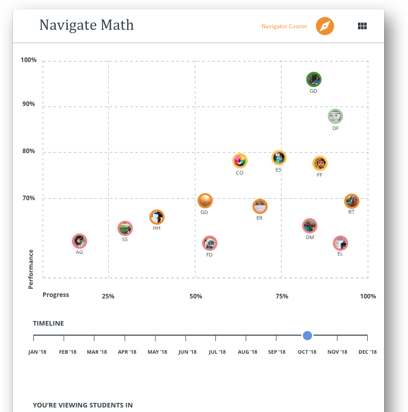 Navigate Math
Navigator Course
100%
GD
90%
DF
80%
CO
ES
FF
70%
GD
ER
BT
HH
SS
DM
AG
FD
EL
Performance
Progress
25%
50%
75%
100%
TIMELINE
JAN '18 FEB '18 MAR '18 APR '18 MAY '18 JUN '18 JUL '18 AUG '18 SEP '18 OCT '18 NOV '18 DEC '18
YOU'RE VIEWING STUDENTS IN